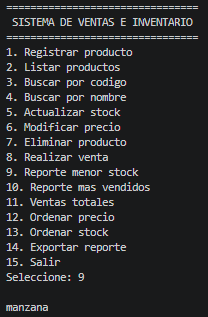 ================================
SISTEMA DE VENTAS E INVENTARIO
================================
1. Registrar producto
2. Listar productos
3. Buscar por codigo
4. Buscar por nombre
5. Actualizar stock
6. Modificar precio
7. Eliminar producto
8. Realizar venta
9. Reporte menor stock
10. Reporte mas vendidos
11. Ventas totales
12. Ordenar precio
13. Ordenar stock
14. Exportar reporte
15. Salir
Seleccione: 9
manzana